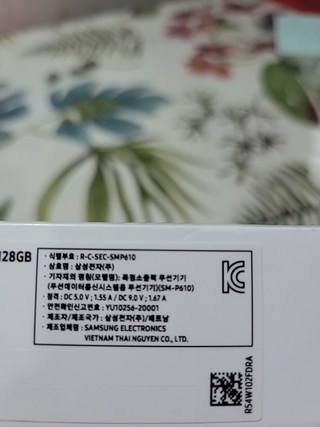 128GB
· 식별부호 : R-C-SEC-SMP610
· 상호명 : 삼성전자(주)
· 기자재의 명칭(모델명): 특정소출력 무선기기
(무선데이터통신시스템용 무선기기)(SM-P610)
· 정격 : DC 5.0 V ; 1.55 A / DC 9.0 V ; 1.67 A
· 안전확인신고번호 : YU10256-20001
· 제조자/제조국가 : 삼성전자(주)/베트남
· 제조업체명 : SAMSUNG ELECTRONICS
VIETNAM THAI NGUYEN CO., LTD.
R54W102FDRA